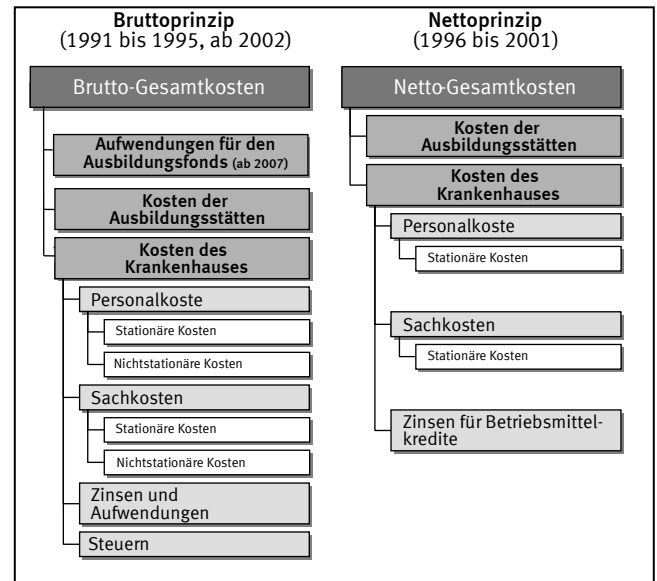 Bruttoprinzip
(1991 bis 1995, ab 2002)
Brutto-Gesamtkosten
Aufwendungen für den
Ausbildungsfonds (ab 2007)
Kosten der
Ausbildungsstätten
Kosten des
Krankenhauses
Personalkoste
Stationäre Kosten
Nichtstationäre Kosten
Sachkosten
Stationäre Kosten
Nichtstationäre Kosten
Zinsen und
Aufwendungen
Steuern
Nettoprinzip
(1996 bis 2001)
Netto-Gesamtkosten
Kosten der
Ausbildungsstätten
Kosten des
Krankenhauses
Personalkoste
Stationäre Kosten
Sachkosten
Stationäre Kosten
Zinsen für Betriebsmittel-
kredite